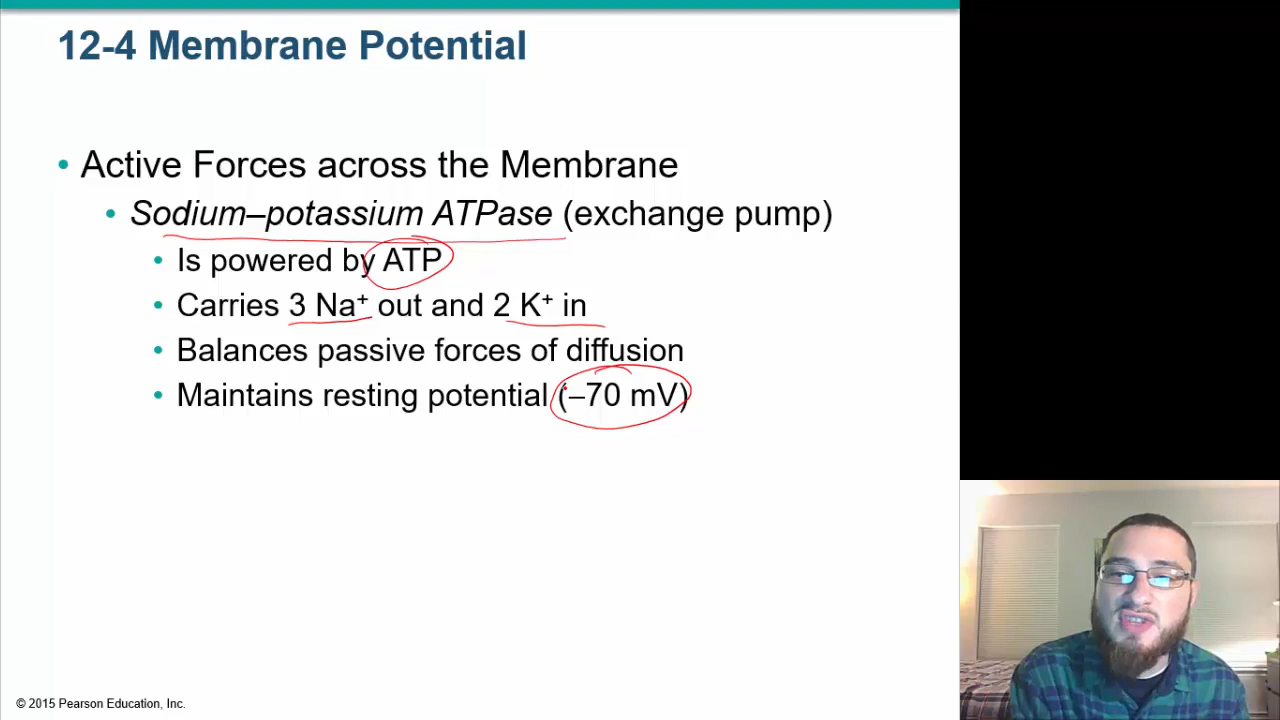 12-4 Membrane Potential
• Active Forces across the Membrane
• Sodium–potassium ATPase (exchange pump)
• Is powered by ATP
• Carries 3 Na⁺ out and 2 K⁺ in
• Balances passive forces of diffusion
• Maintains resting potential (–70 mV)
© 2015 Pearson Education, Inc.